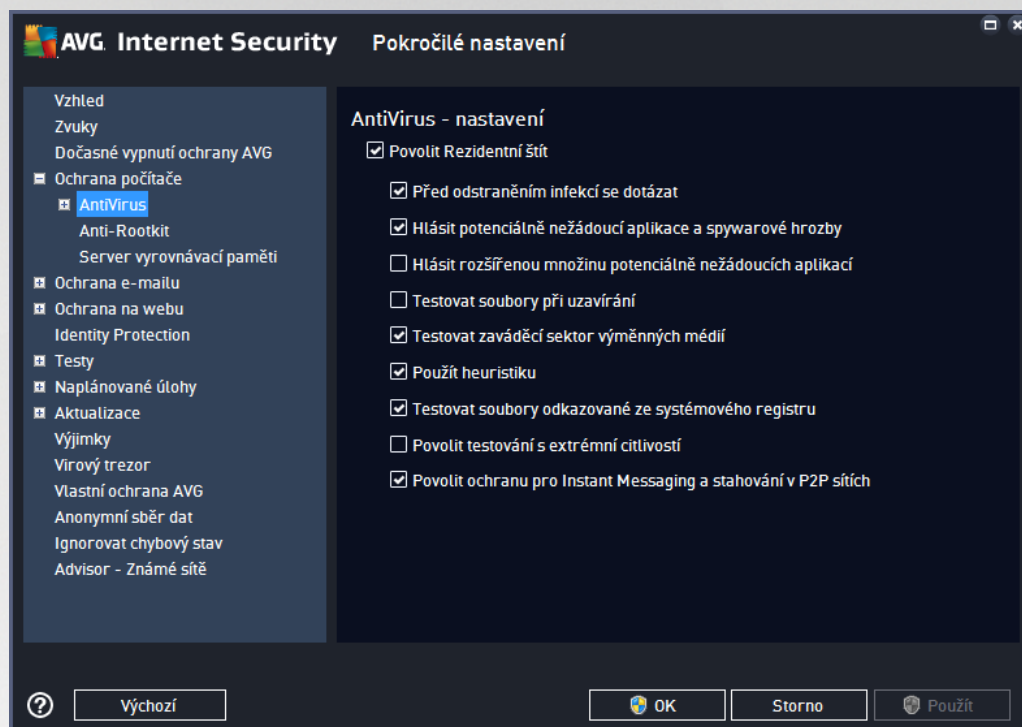 AVG. Internet Security Pokročilé nastavení
Vzhled
Zvuky
Dočasné vypnutí ochrany AVG
Ochrana počítače
AntiVirus
Anti-Rootkit
Server vyrovnávací paměti
Ochrana e-mailu
Ochrana na webu
Identity Protection
Testy
Naplánované úlohy
Aktualizace
Výjimky
Virový trezor
Vlastní ochrana AVG
Anonymní sběr dat
Ignorovat chybový stav
Advisor - Známé sítě
AntiVirus - nastavení
Povolit Rezidentní štít
Před odstraněním infekcí se dotázat
Hlásit potenciálně nežádoucí aplikace a spywarové hrozby
Hlásit rozšířenou množinu potenciálně nežádoucích aplikací
Testovat soubory při uzavírání
Testovat zaváděcí sektor výměnných médií
Použít heuristiku
Testovat soubory odkazované ze systémového registru
Povolit testování s extrémní citlivostí
Povolit ochranu pro Instant Messaging a stahování v P2P sítích
? Výchozí OK Storno Použít